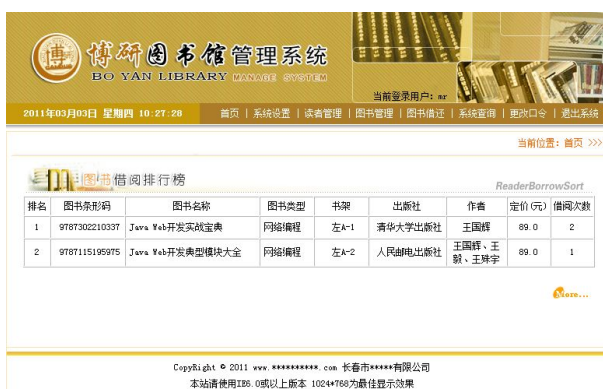 博研图书馆管理系统
BO YAN LIBRARY MANAGE SYSTEM
当前登录用户：mr
2011年03月03日 星期四 10:27:28 首页 | 系统设置 | 读者管理 | 图书管理 | 图书借还 | 系统查询 | 更改口令 | 退出系统
当前位置：首页 >>>
图书借阅排行榜
ReaderBorrowSort
排名 图书条形码 图书名称 图书类型 书架 出版社 作者 定价(元) 借阅次数
1 9787302210337 Java Web开发实战宝典 网络编程 左A-1 清华大学出版社 王国辉 89.0 2
2 9787115195975 Java Web开发典型模块大全 网络编程 左A-2 人民邮电出版社 王国辉、王毅、王殊宇 89.0 1
More...
CopyRight © 2011 www.**********.com 长春市*****有限公司
本站请使用IE6.0或以上版本 1024*768为最佳显示效果